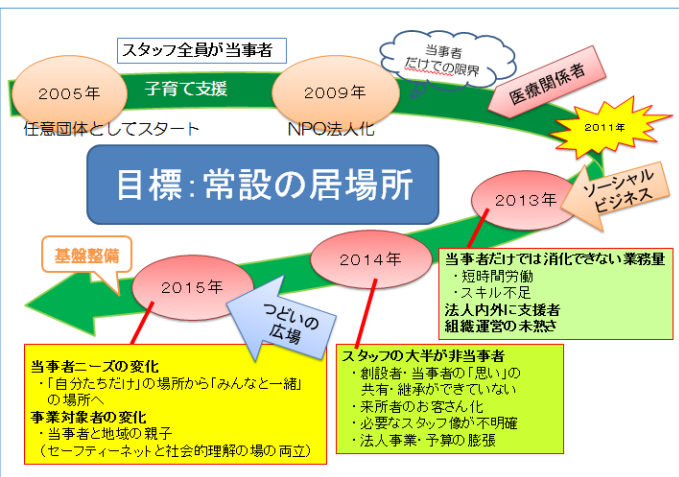 スタッフ全員が当事者
当事者
だけでの限界
医療関係者
2005年
子育て支援
2009年
2011年
任意団体としてスタート
NPO法人化
目標：常設の居場所
2013年
ソーシャル
ビジネス
当事者だけでは消化できない業務量
・短時間労働
・スキル不足
法人内外に支援者
組織運営の未熟さ
基盤整備
2014年
2015年
つどいの
広場
スタッフの大半が非当事者
・創設者・当事者の「思い」の
共有・継承ができていない
・来所者のお客さん化
・必要なスタッフ像が不明確
・法人事業・予算の膨張
当事者ニーズの変化
・「自分たちだけ」の場所から「みんなと一緒」
の場所へ
事業対象者の変化
・当事者と地域の親子
（セーフティーネットと社会的理解の場の両立）